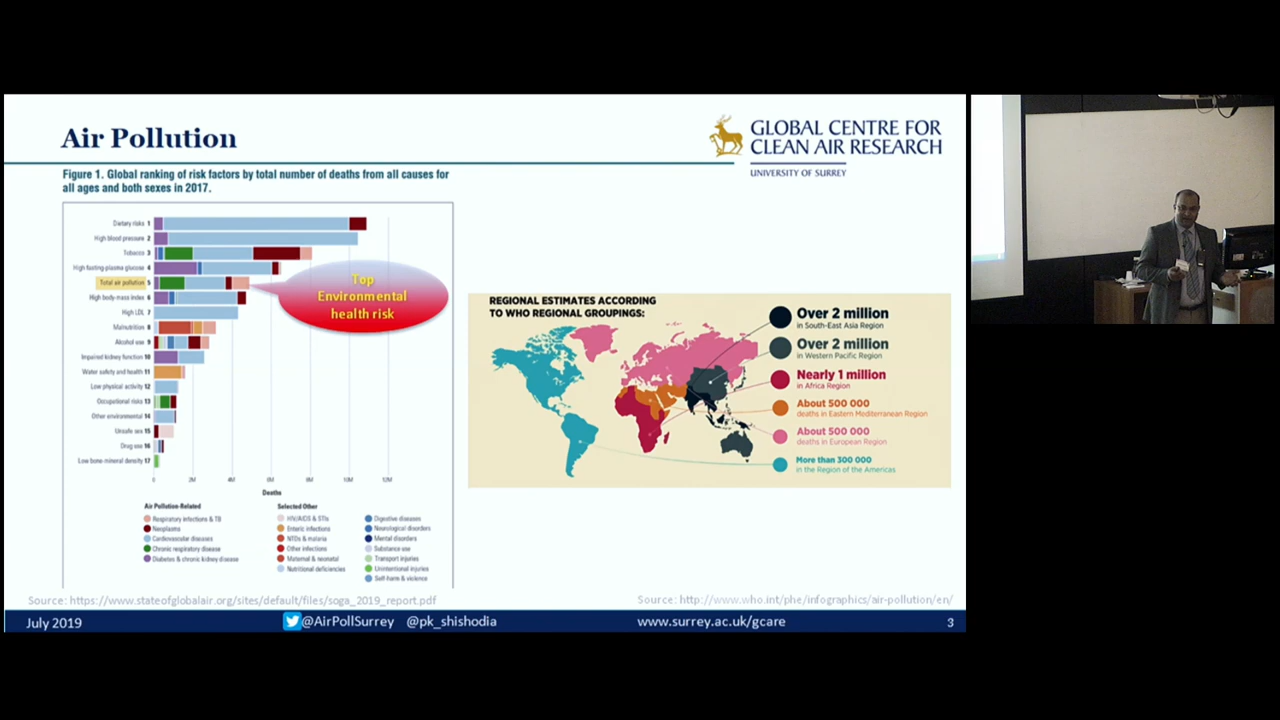 Air Pollution
GLOBAL CENTRE FOR
CLEAN AIR RESEARCH
UNIVERSITY OF SURREY
Figure 1. Global ranking of risk factors by total number of deaths from all causes for
all ages and both sexes in 2017.
Dietary risks 1
High blood pressure 2
Tobacco 3
High fasting-plasma glucose 4
Total air pollution 5
High body-mass index 6
High LDL 7
Malnutrition 8
Alcohol use 9
Impaired kidney function 10
Water safety and health 11
Low physical activity 12
Occupational risks 13
Other environmental 14
Unsafe sex 15
Drug use 16
Low bone-mineral density 17
0 2M 4M 6M 8M 10M 12M
Deaths
Top
Environmental
health risk
Air Pollution-Related
Respiratory infections & TB
Neoplasms
Cardiovascular diseases
Chronic respiratory disease
Diabetes & chronic kidney disease
Selected Other
HIV/AIDS & STIs
Enteric infections
NTDs & malaria
Other infections
Maternal & neonatal
Nutritional deficiencies
Digestive diseases
Neurological disorders
Mental disorders
Substance use
Transport injuries
Unintentional injuries
Self-harm & violence
REGIONAL ESTIMATES ACCORDING
TO WHO REGIONAL GROUPINGS:
Over 2 million
in South-East Asia Region
Over 2 million
in Western Pacific Region
Nearly 1 million
in Africa Region
About 500 000
deaths in Eastern Mediterranean Region
About 500 000
deaths in European Region
More than 300 000
in the Region of the Americas
Source: https://www.stateofglobalair.org/sites/default/files/soga_2019_report.pdf
Source: http://www.who.int/phe/infographics/air-pollution/en/
July 2019
@AirPollSurrey @pk_shishodia
www.surrey.ac.uk/gcare
3